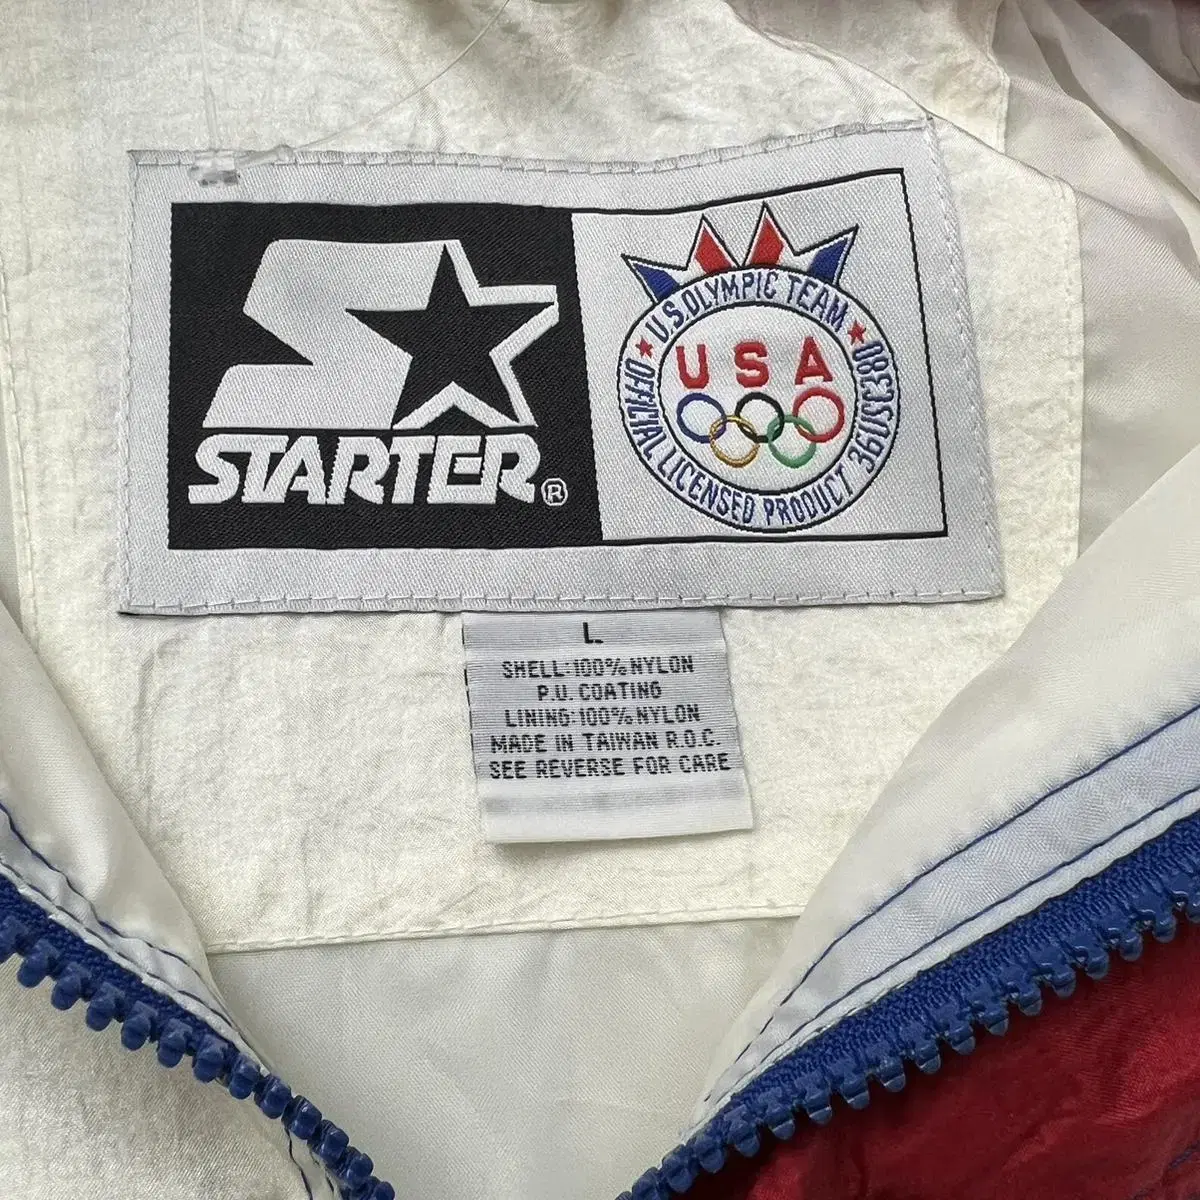 STARTER®
U.S. OLYMPIC TEAM
USA
OFFICIAL LICENSED PRODUCT 36USC380
L
SHELL:100% NYLON
P.U. COATING
LINING:100% NYLON
MADE IN TAIWAN R.O.C.
SEE REVERSE FOR CARE